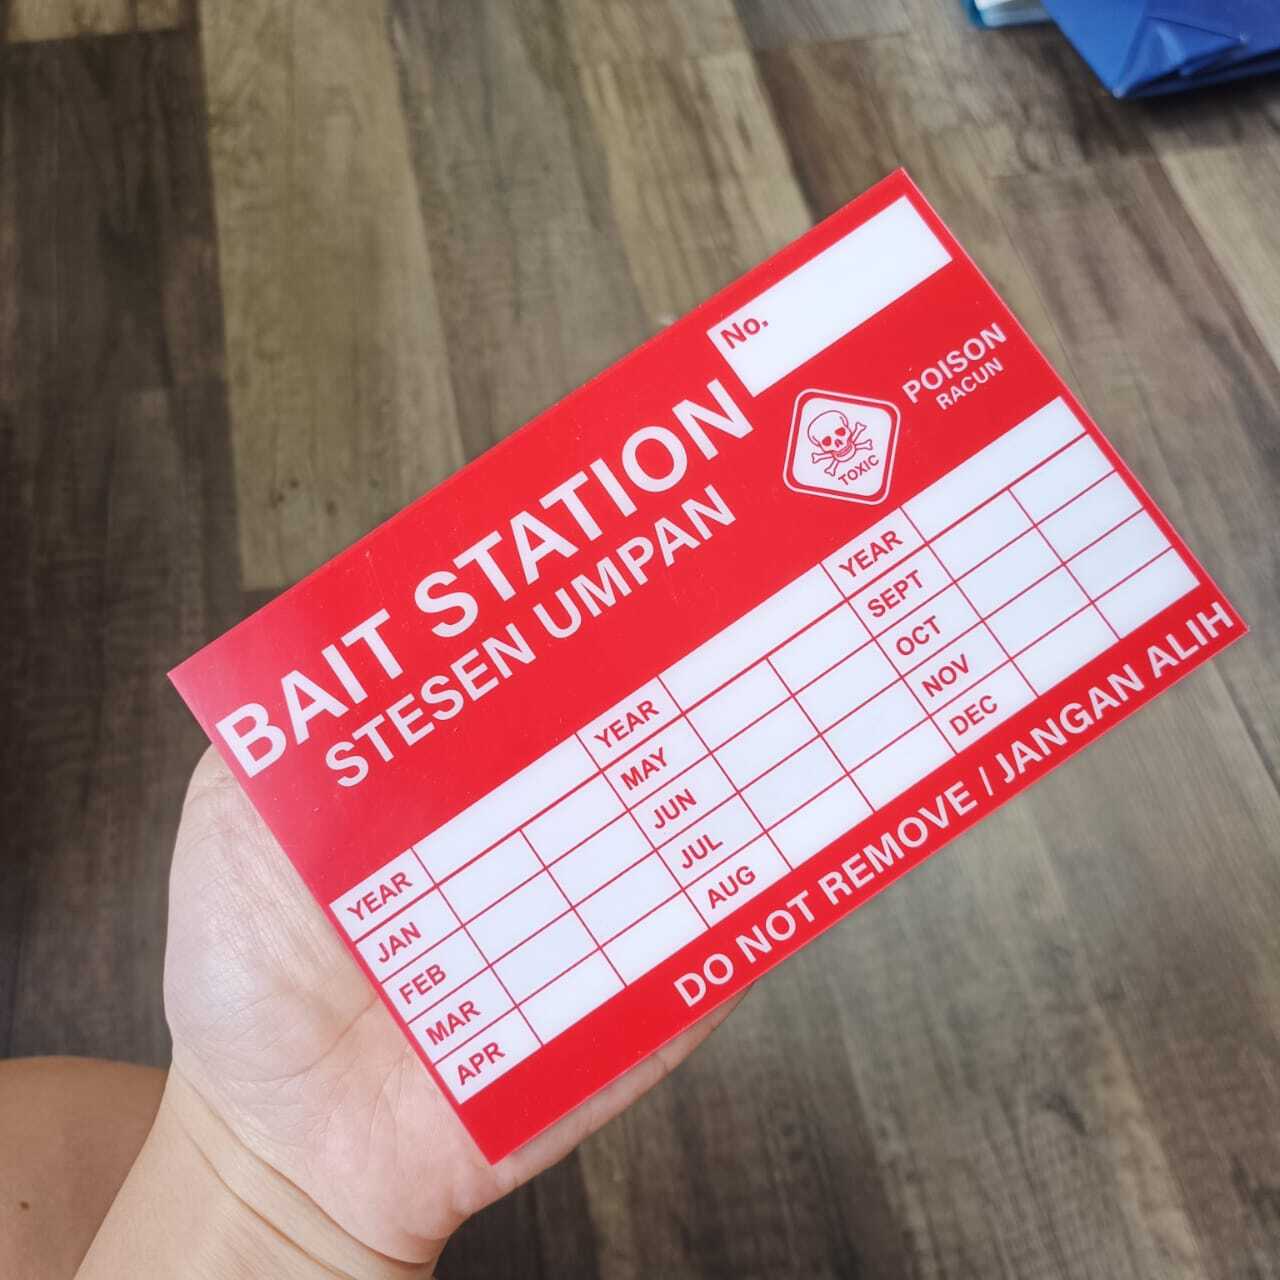 No.
BAIT STATION
STESEN UMPAN
TOXIC
POISON
RACUN
YEAR
JAN
FEB
MAR
APR
YEAR
MAY
JUN
JUL
AUG
YEAR
SEPT
OCT
NOV
DEC
DO NOT REMOVE / JANGAN ALIH